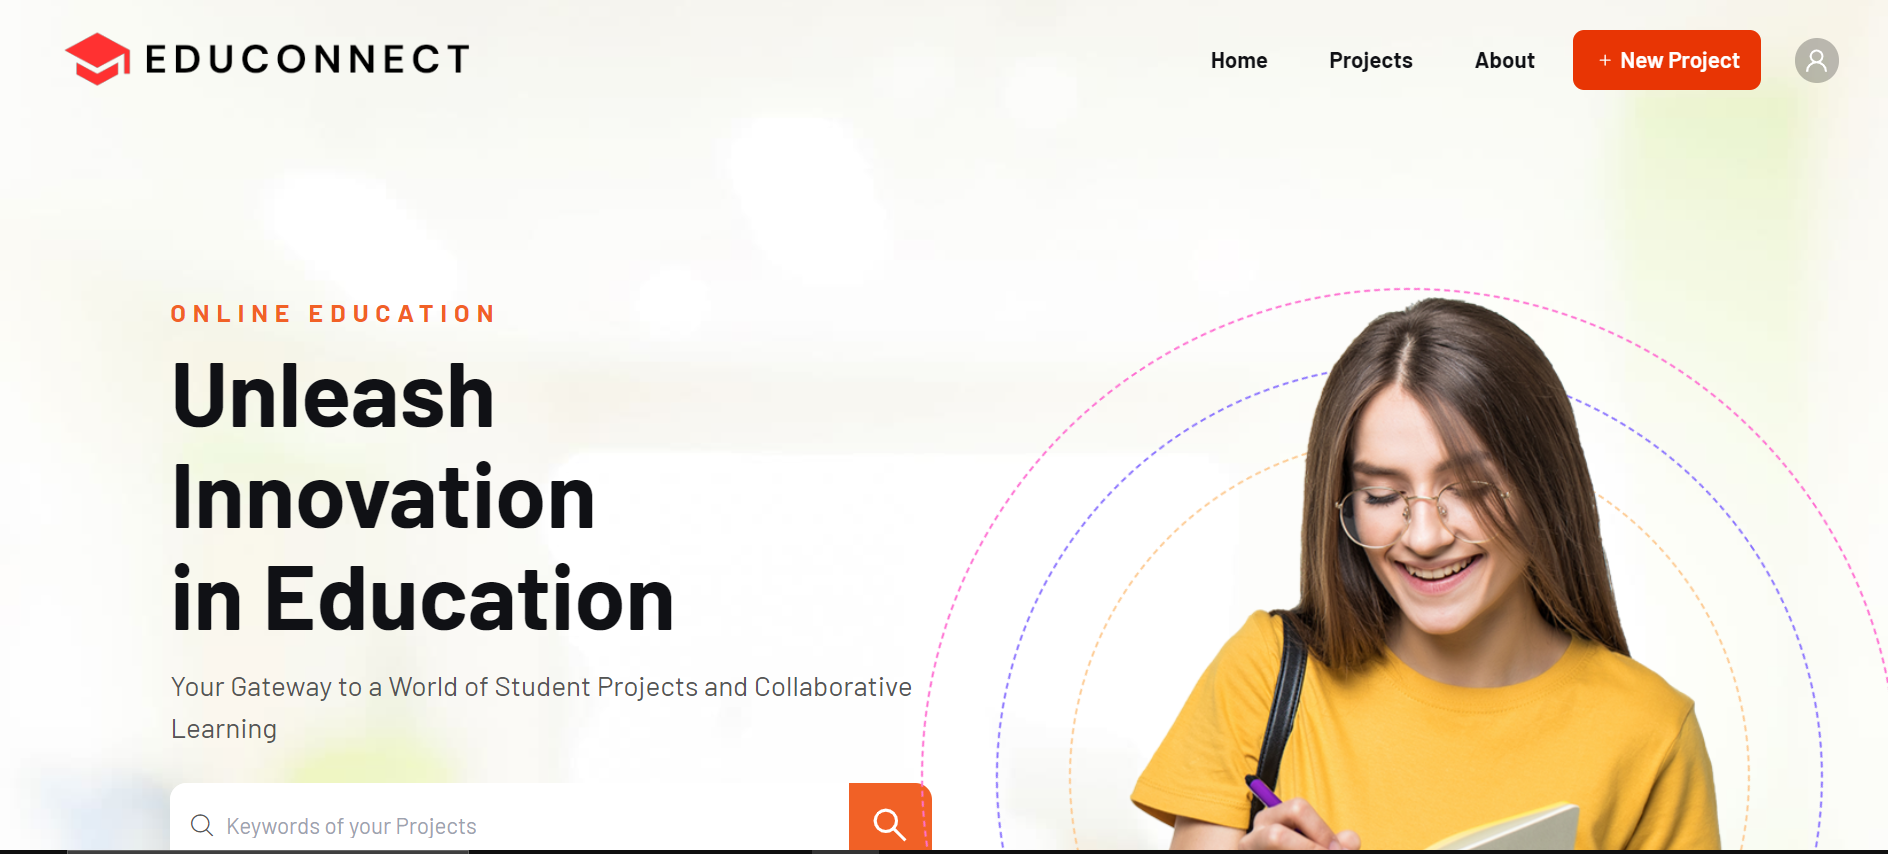 EDUCONNECT
Home
Projects
About
+ New Project
ONLINE EDUCATION
Unleash
Innovation
in Education
Your Gateway to a World of Student Projects and Collaborative
Learning
Keywords of your Projects